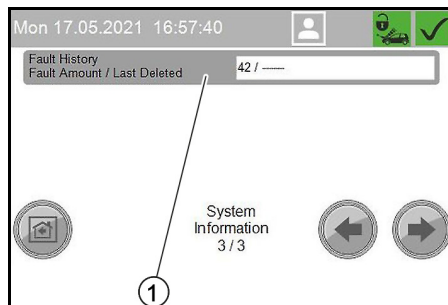 Mon 17.05.2021 16:57:40
Fault History
Fault Amount / Last Deleted
42 / -------
System
Information
3 / 3
1